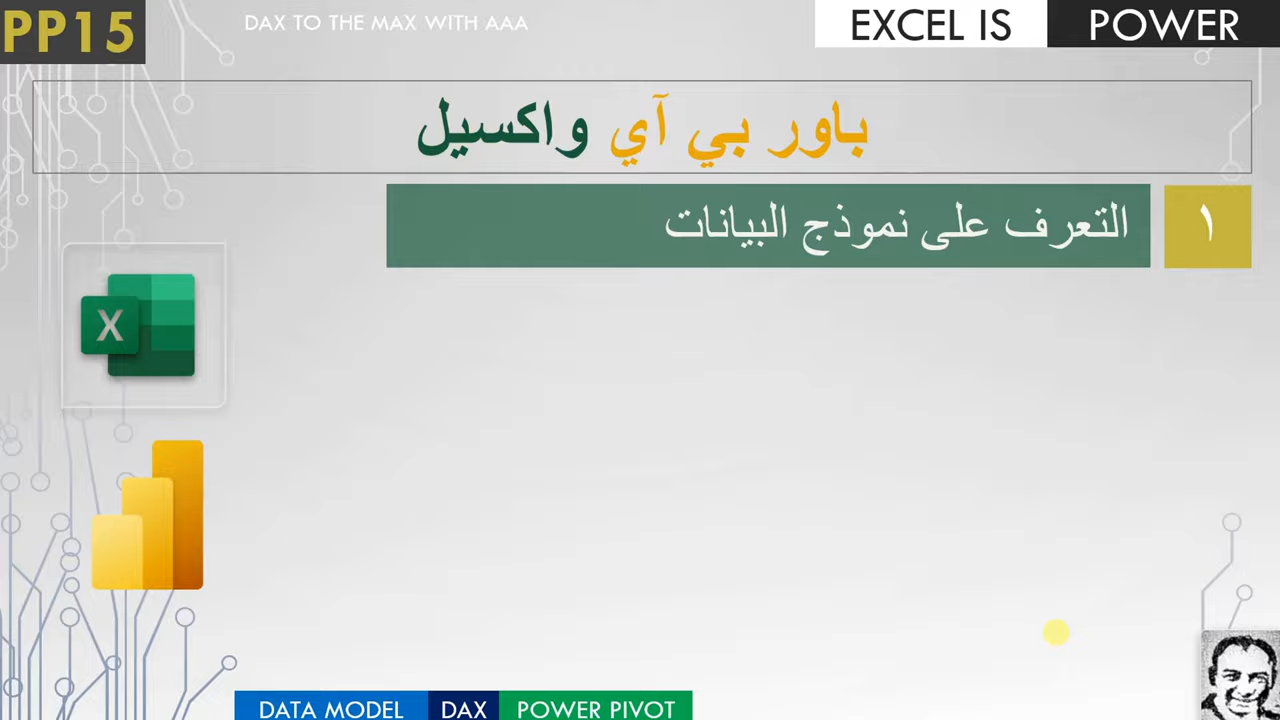 PP15
DAX TO THE MAX WITH AAA
EXCEL IS POWER
باور بي آي واكسيل
١ التعرف على نموذج البيانات
X
DATA MODEL DAX POWER PIVOT